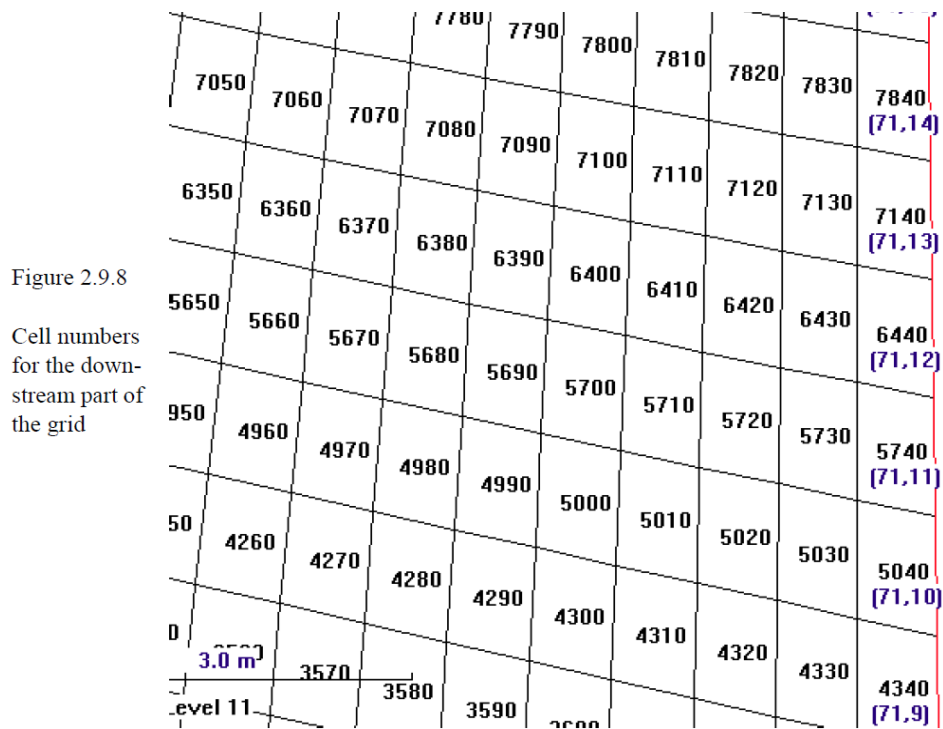 Figure 2.9.8
Cell numbers
for the down-
stream part of
the grid
7780 7790 7800 7810 7820 7830 7840
(71,14)
7050 7060 7070 7080 7090 7100 7110 7120 7130 7140
(71,13)
6350 6360 6370 6380 6390 6400 6410 6420 6430 6440
(71,12)
5650 5660 5670 5680 5690 5700 5710 5720 5730 5740
(71,11)
950 4960 4970 4980 4990 5000 5010 5020 5030 5040
(71,10)
50 4260 4270 4280 4290 4300 4310 4320 4330 4340
(71,9)
0 3570 3580 3590
3.0 m
Level 11